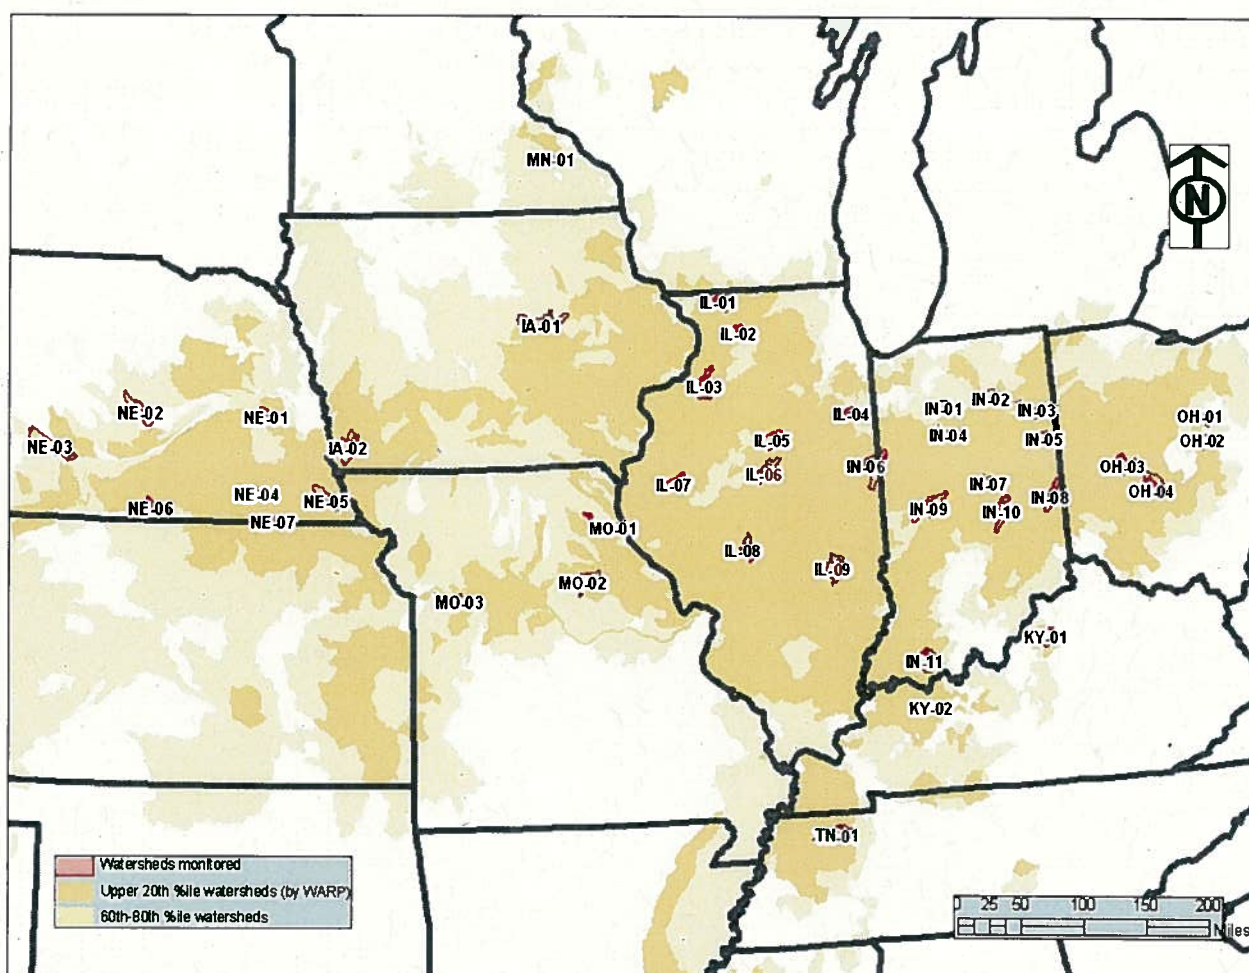 MN-01
N
IL-01
IA-01
IL-02
IL-03
IN-02
NE-02
NE-01
IL-04
IN-01
IN-03
OH-01
NE-03
IA-02
IL-05
IN-04
IN-05
OH-02
IL-06
IN-06
OH-03
NE-04
NE-05
IL-07
IN-07
IN-08
OH-04
NE-06
NE-07
IN-09
IN-10
MO-01
IL-08
MO-02
IL-09
MO-03
KY-01
IN-11
KY-02
TN-01
Watersheds monitored
Upper 20th %ile watersheds (by WARP)
60th-80th %ile watersheds
0 25 50 100 150 200
Miles